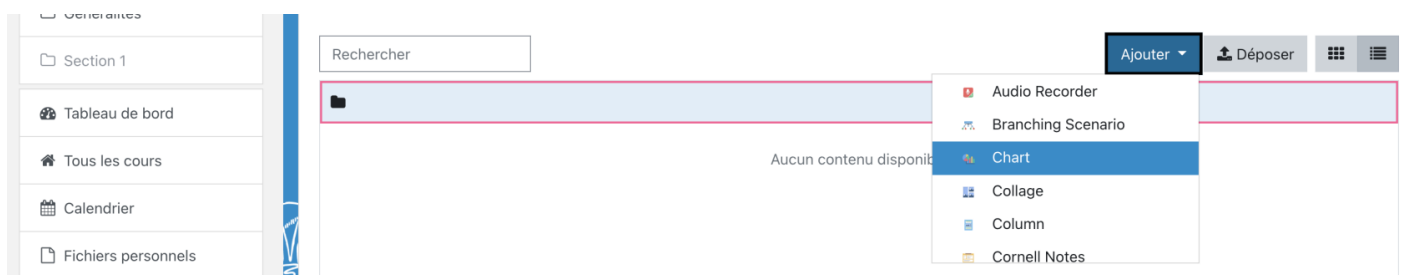 Généralités
Section 1
Tableau de bord
Tous les cours
Calendrier
Fichiers personnels
Rechercher
Ajouter
Déposer
Aucun contenu
Audio Recorder
Branching Scenario
Chart
Collage
Column
Cornell Notes